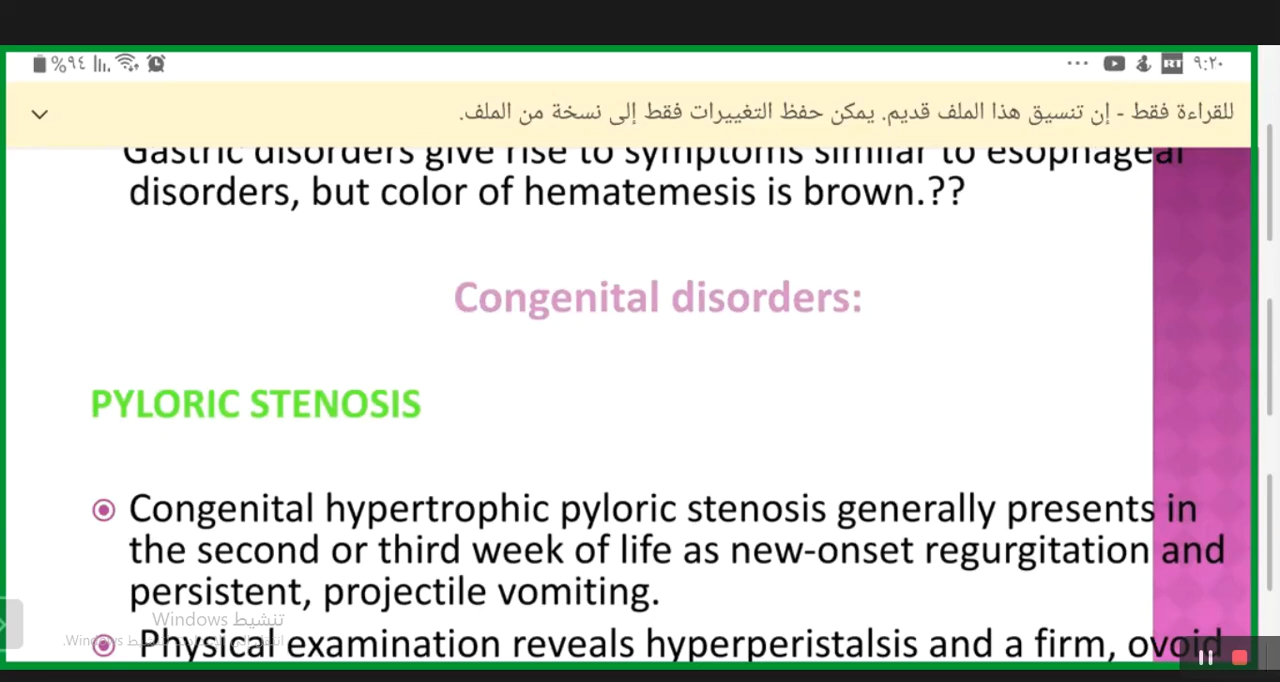 ٩:٢٠ RT ... %٩٤
للقراءة فقط - إن تنسيق هذا الملف قديم. يمكن حفظ التغييرات فقط إلى نسخة من الملف.
Gastric disorders give rise to symptoms similar to esophageal
disorders, but color of hematemesis is brown.??
Congenital disorders:
PYLORIC STENOSIS
Congenital hypertrophic pyloric stenosis generally presents in
the second or third week of life as new-onset regurgitation and
persistent, projectile vomiting.
تنشيط Windows
Physical examination reveals hyperperistalsis and a firm, ovoid